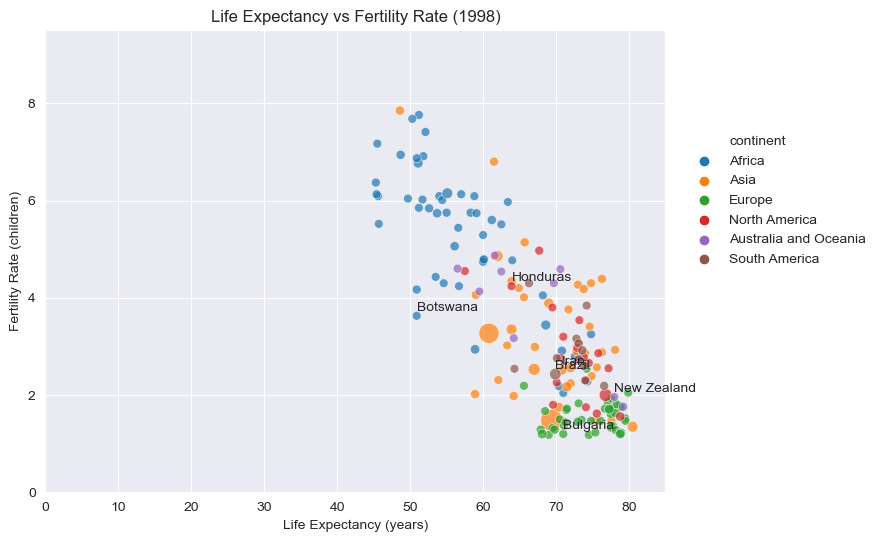 Life Expectancy vs Fertility Rate (1998)
Fertility Rate (children)
8
6
4
2
0
Honduras
Botswana
Iran
Brazil
New Zealand
Bulgaria
0 10 20 30 40 50 60 70 80
Life Expectancy (years)
continent
Africa
Asia
Europe
North America
Australia and Oceania
South America